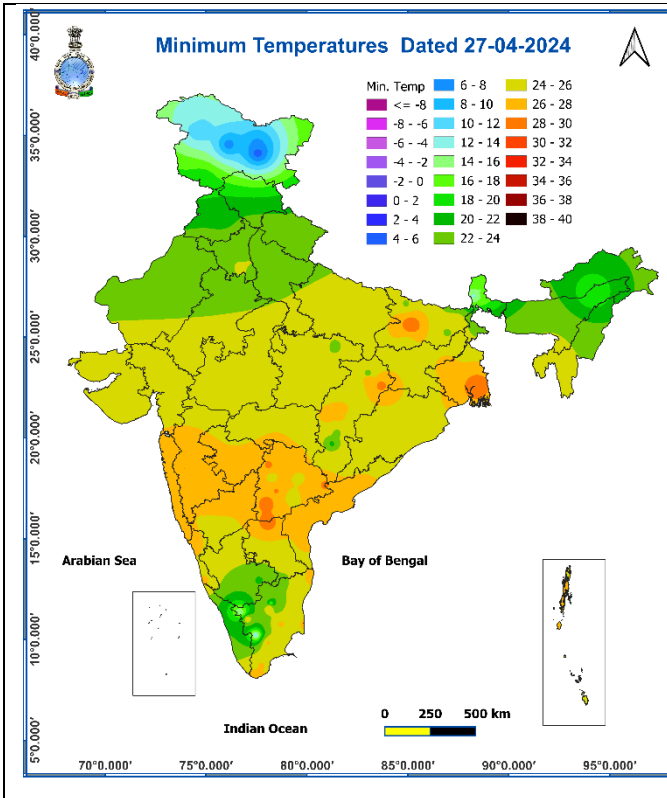 Minimum Temperatures Dated 27-04-2024
Min. Temp
<= -8
-8 - -6
-6 - -4
-4 - -2
-2 - 0
0 - 2
2 - 4
4 - 6
6 - 8
8 - 10
10 - 12
12 - 14
14 - 16
16 - 18
18 - 20
20 - 22
22 - 24
24 - 26
26 - 28
28 - 30
30 - 32
32 - 34
34 - 36
36 - 38
38 - 40
40°0.000'
35°0.000'
30°0.000'
25°0.000'
20°0.000'
15°0.000'
10°0.000'
5°0.000'
Arabian Sea
Bay of Bengal
Indian Ocean
0 250 500 km
70°0.000' 75°0.000' 80°0.000' 85°0.000' 90°0.000' 95°0.000'